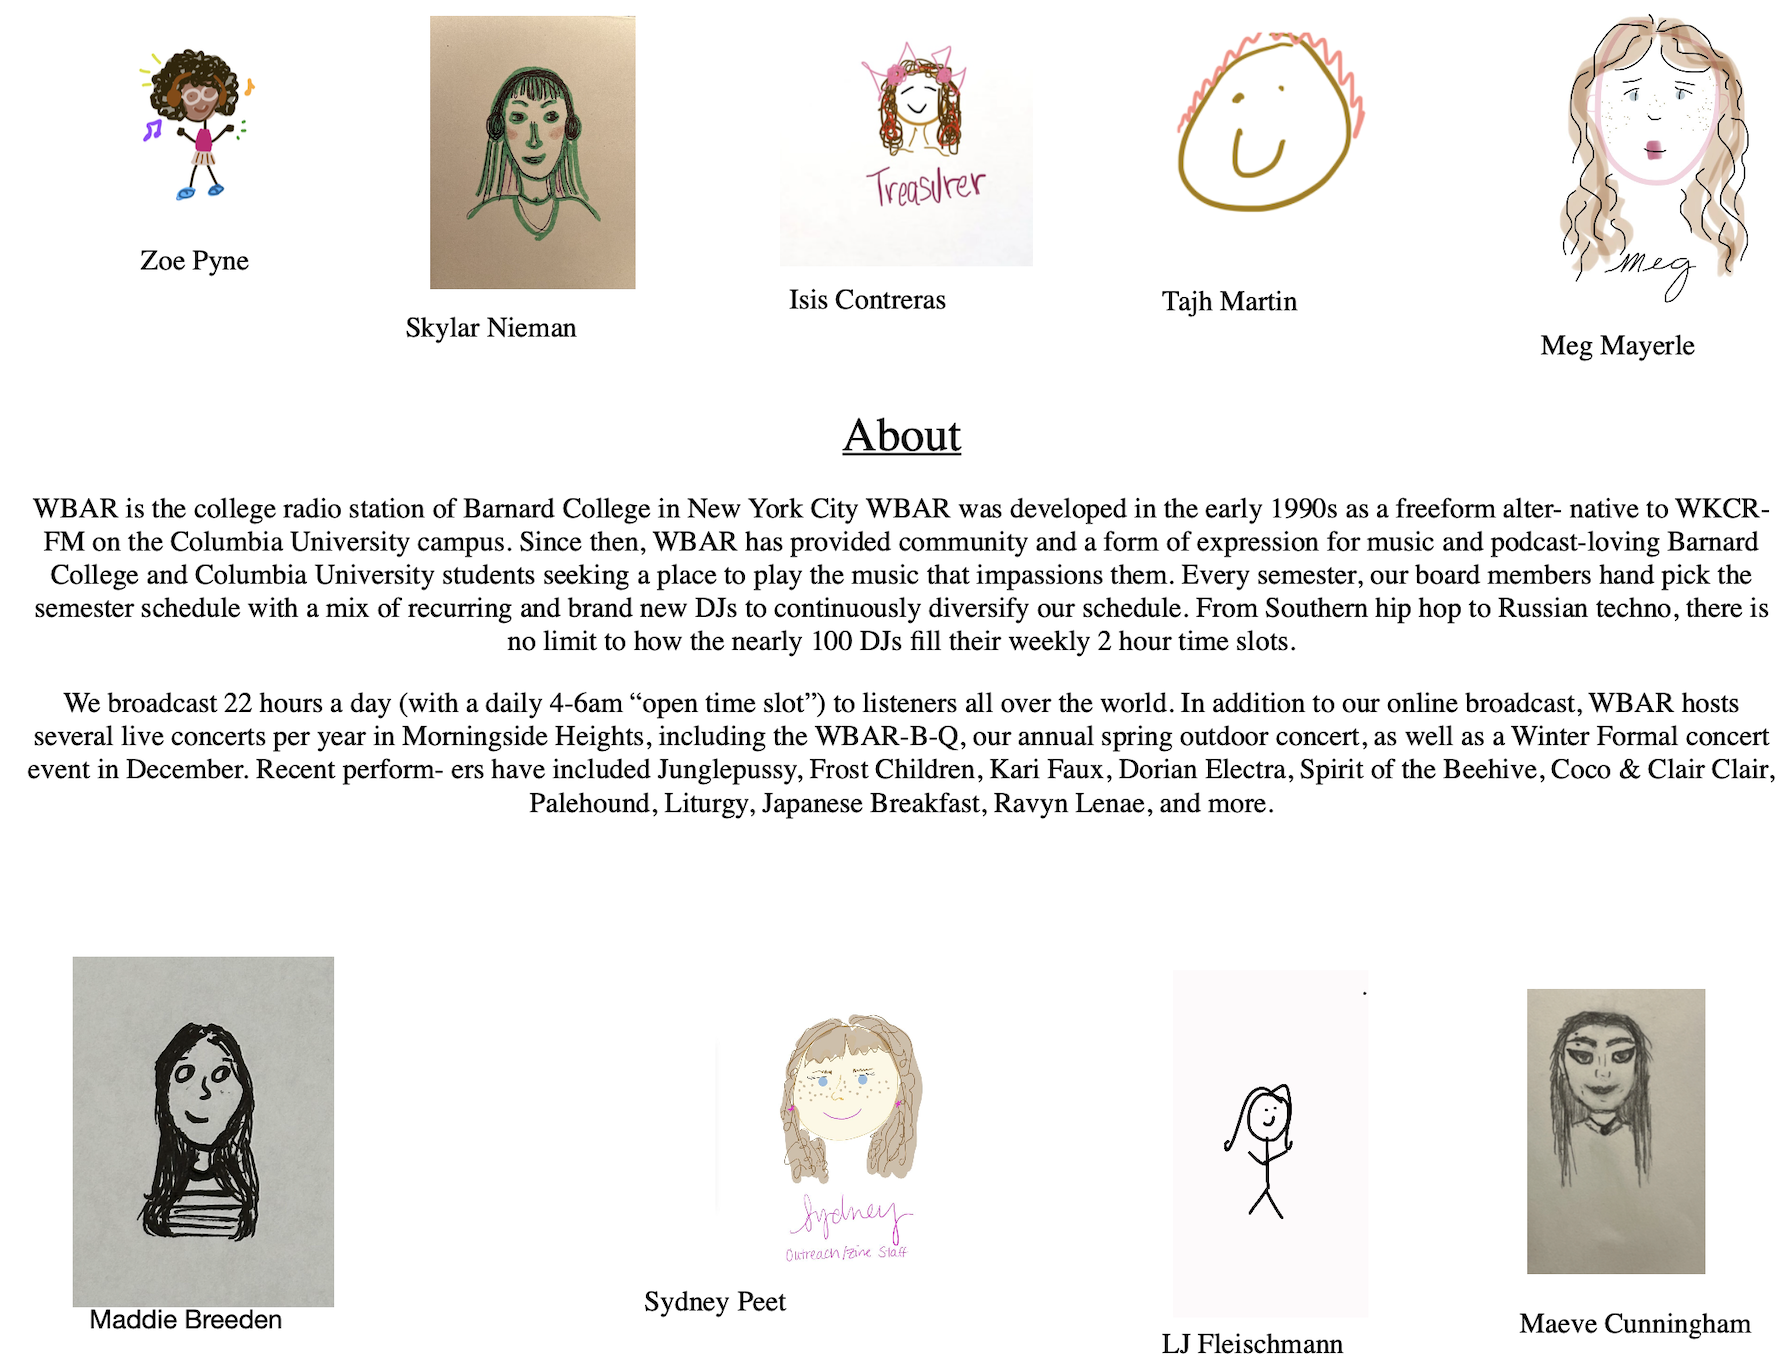 Treasurer
meg
Zoe Pyne
Skylar Nieman
Isis Contreras
Tajh Martin
Meg Mayerle
About
WBAR is the college radio station of Barnard College in New York City WBAR was developed in the early 1990s as a freeform alter- native to WKCR-
FM on the Columbia University campus. Since then, WBAR has provided community and a form of expression for music and podcast-loving Barnard
College and Columbia University students seeking a place to play the music that impassions them. Every semester, our board members hand pick the
semester schedule with a mix of recurring and brand new DJs to continuously diversify our schedule. From Southern hip hop to Russian techno, there is
no limit to how the nearly 100 DJs fill their weekly 2 hour time slots.
We broadcast 22 hours a day (with a daily 4-6am “open time slot”) to listeners all over the world. In addition to our online broadcast, WBAR hosts
several live concerts per year in Morningside Heights, including the WBAR-B-Q, our annual spring outdoor concert, as well as a Winter Formal concert
event in December. Recent perform- ers have included Junglepussy, Frost Children, Kari Faux, Dorian Electra, Spirit of the Beehive, Coco & Clair Clair,
Palehound, Liturgy, Japanese Breakfast, Ravyn Lenae, and more.
Sydney
Outreach/zine Staff
Maddie Breeden
Sydney Peet
LJ Fleischmann
Maeve Cunningham